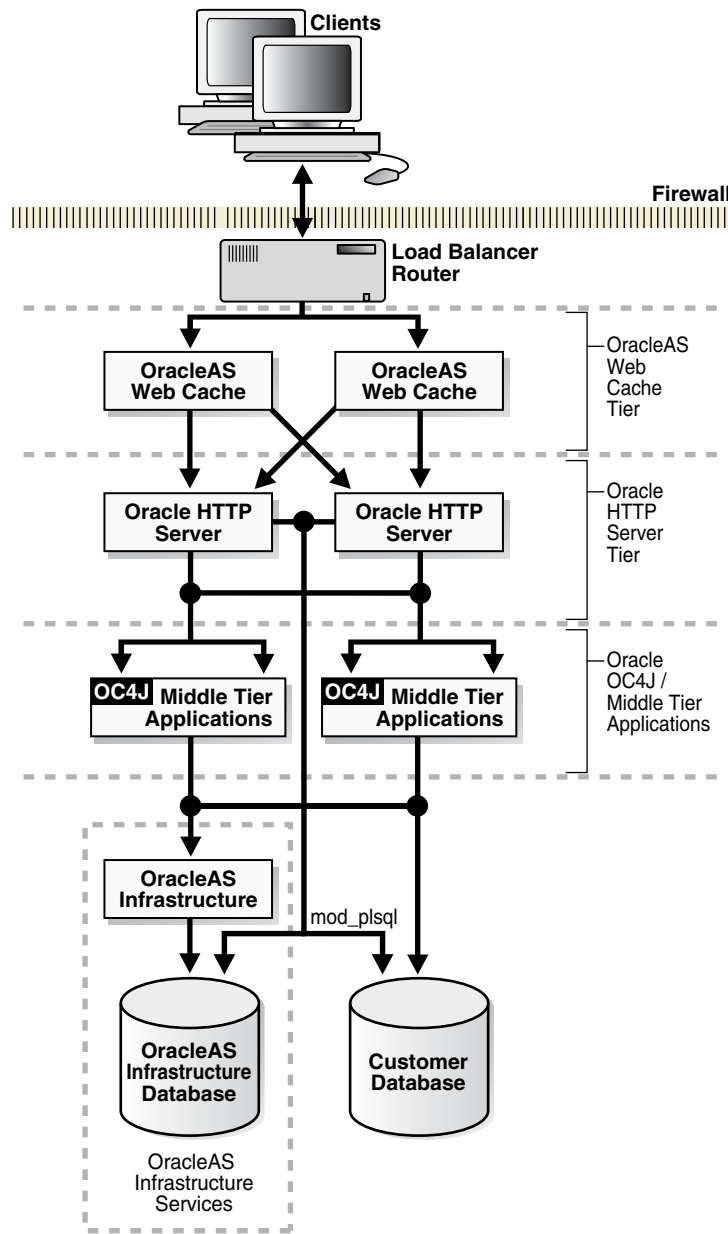 Clients
Firewall
Load Balancer
Router
OracleAS
Web Cache
OracleAS
Web Cache
OracleAS
Web
Cache
Tier
Oracle HTTP
Server
Oracle HTTP
Server
Oracle
HTTP
Server
Tier
OC4J Middle Tier
Applications
OC4J Middle Tier
Applications
Oracle
OC4J /
Middle Tier
Applications
OracleAS
Infrastructure
mod_plsql
OracleAS
Infrastructure
Database
Customer
Database
OracleAS
Infrastructure
Services